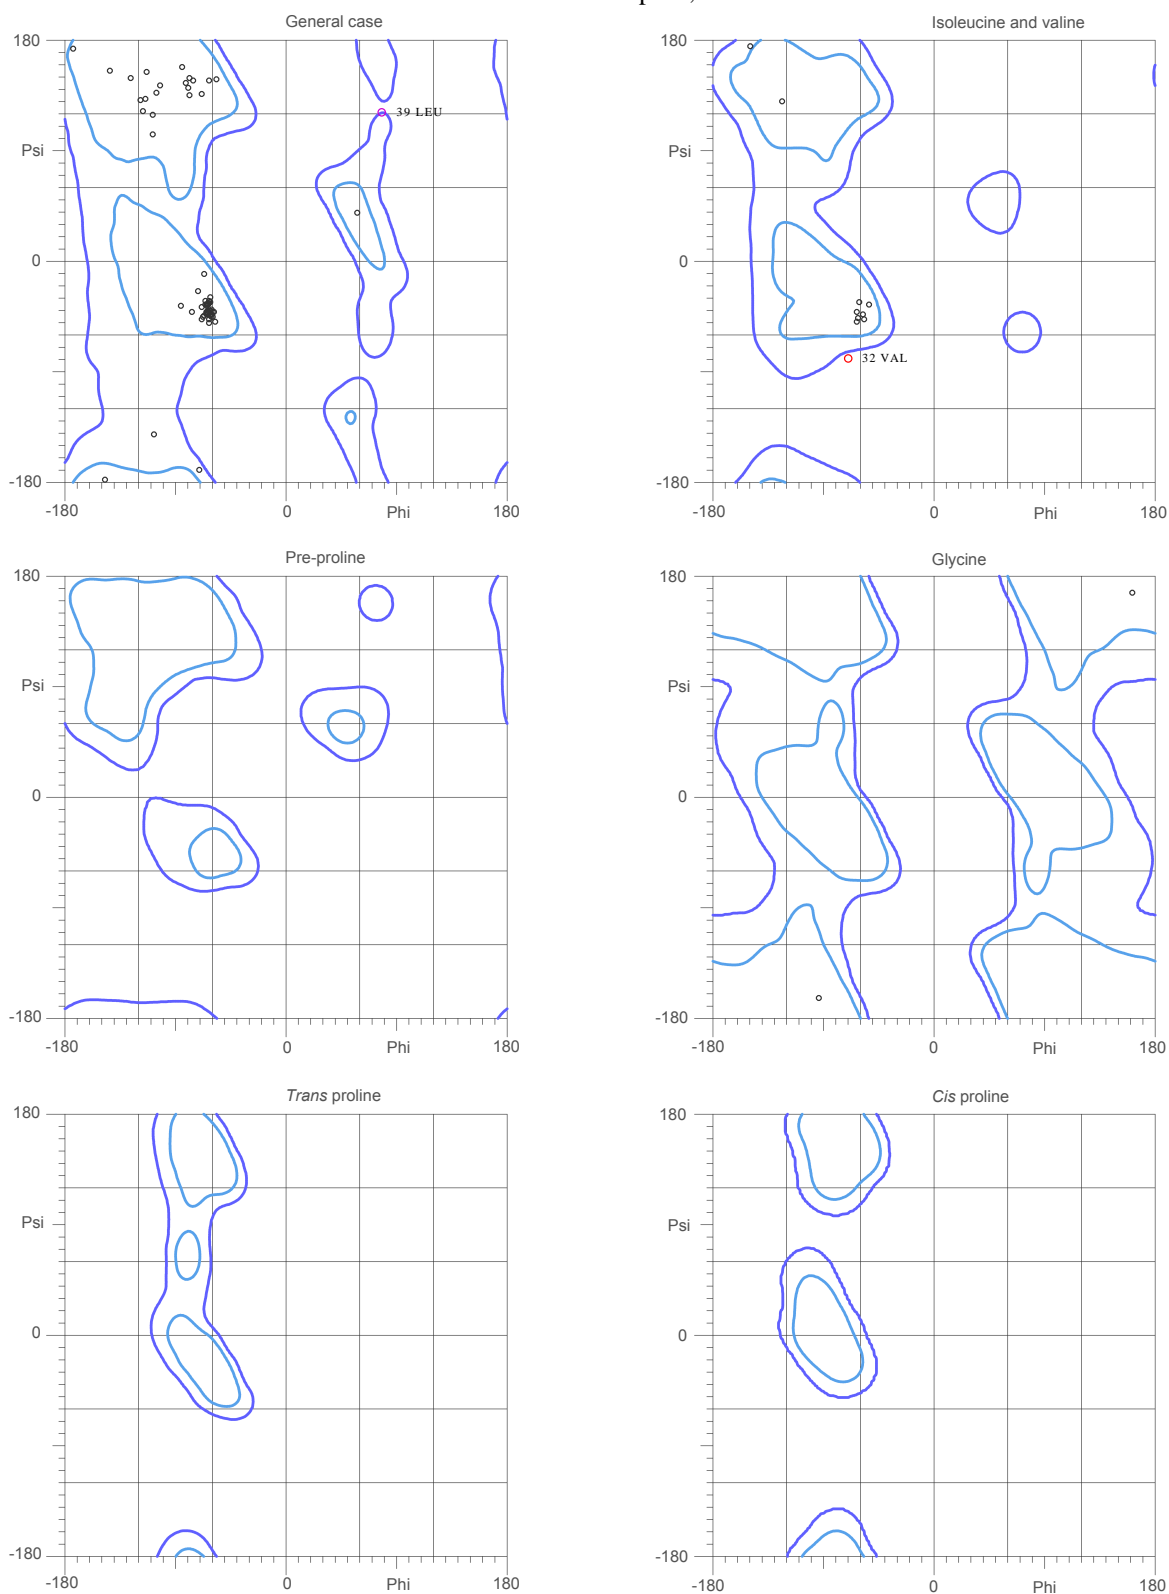 General case
180
39 LEU
Psi
0
-180
-180
0
Phi
180
Isoleucine and valine
180
Psi
0
32 VAL
-180
-180
0
Phi
180
Pre-proline
180
Psi
0
-180
-180
0
Phi
180
Glycine
180
Psi
0
-180
-180
0
Phi
180
Trans proline
180
Psi
0
-180
-180
0
Phi
180
Cis proline
180
Psi
0
-180
-180
0
Phi
180